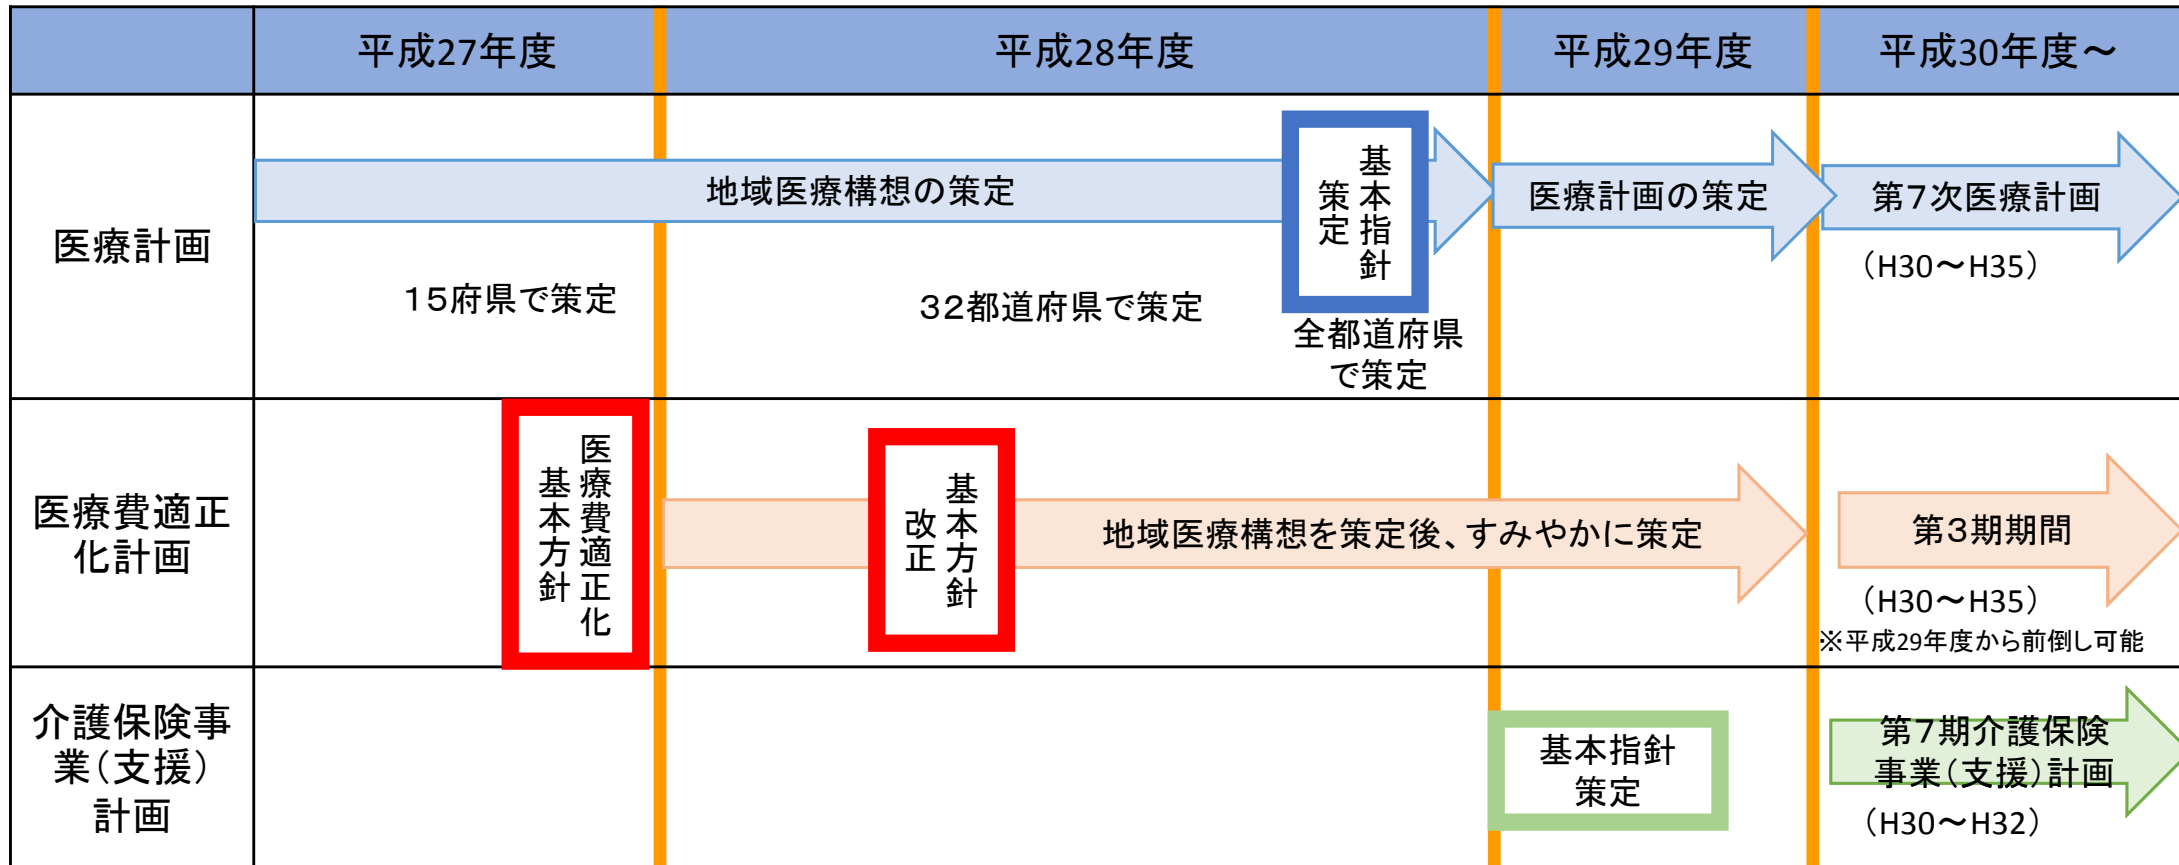 平成27年度
平成28年度
平成29年度
平成30年度～
医療計画
地域医療構想の策定
基本指針
策定
医療計画の策定
第７次医療計画
（H30～H35）
１５府県で策定
３２都道府県で策定
全都道府県
で策定
医療費適正
化計画
医療費適正化
基本方針
基本方針
改正
地域医療構想を策定後、すみやかに策定
第３期期間
（H30～H35）
※平成29年度から前倒し可能
介護保険事
業（支援）
計画
基本指針
策定
第７期介護保険
事業（支援）計画
（H30～H32）